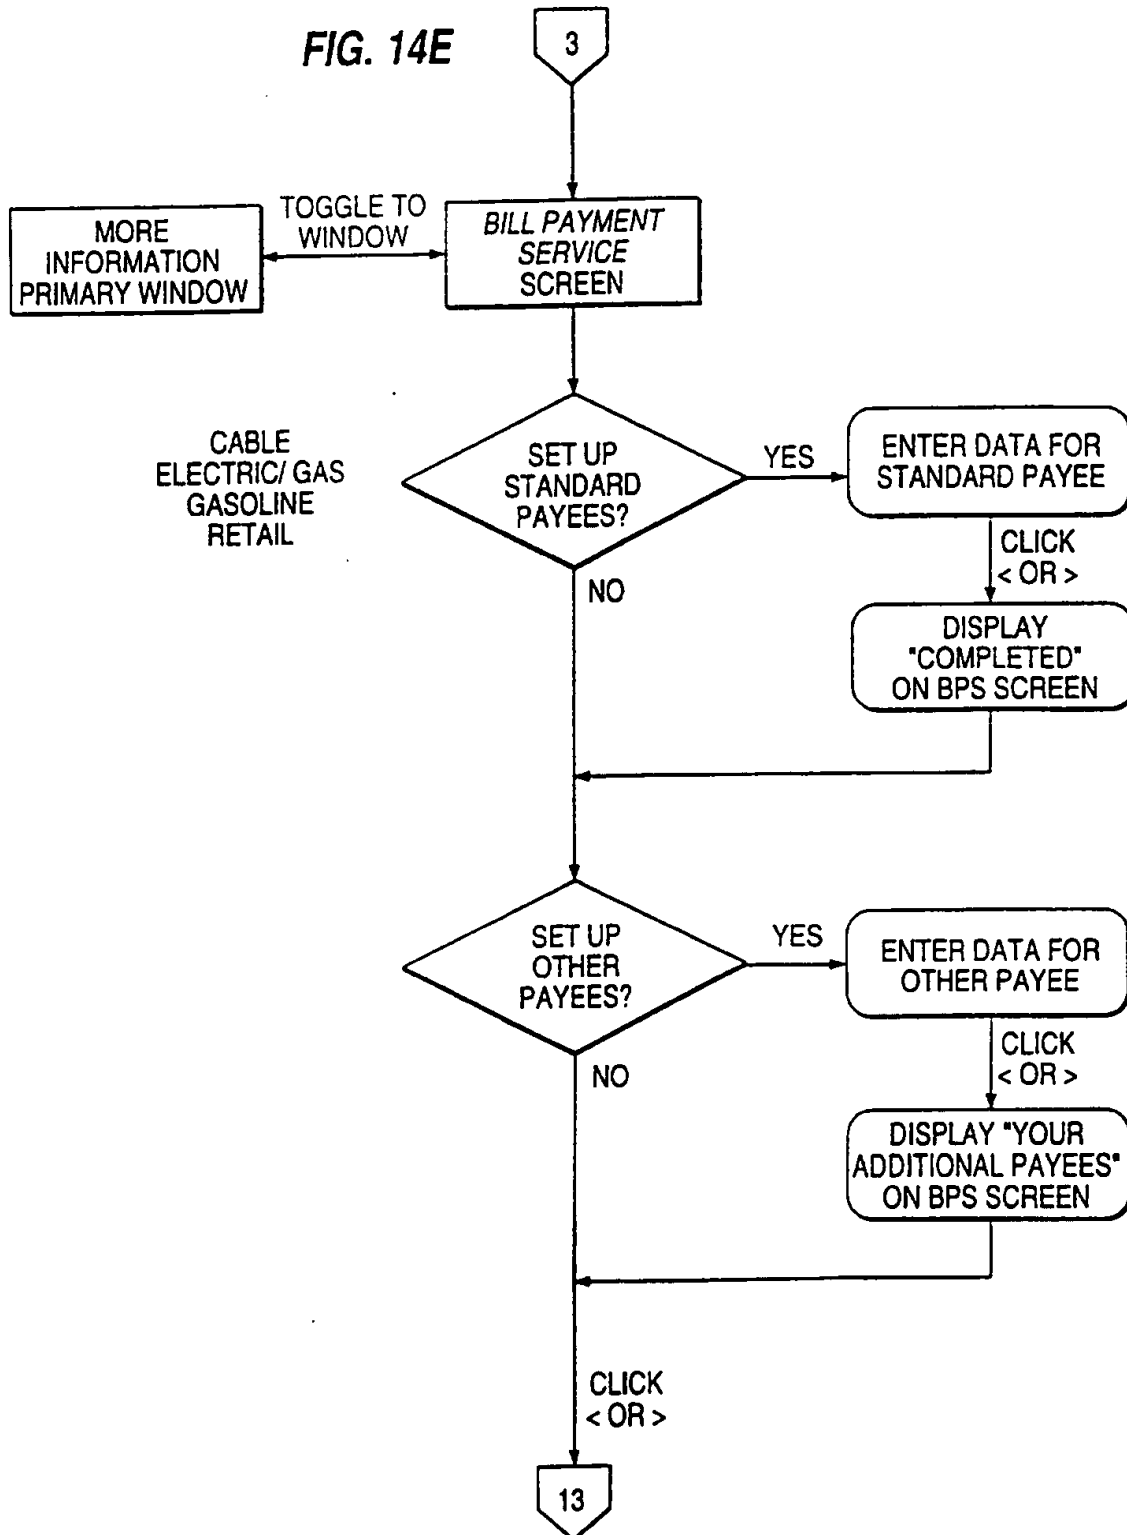 FIG. 14E
3
MORE
INFORMATION
PRIMARY WINDOW
TOGGLE TO
WINDOW
BILL PAYMENT
SERVICE
SCREEN
CABLE
ELECTRIC/ GAS
GASOLINE
RETAIL
SET UP
STANDARD
PAYEES?
YES
ENTER DATA FOR
STANDARD PAYEE
CLICK
< OR >
NO
DISPLAY
"COMPLETED"
ON BPS SCREEN
SET UP
OTHER
PAYEES?
YES
ENTER DATA FOR
OTHER PAYEE
CLICK
< OR >
NO
DISPLAY "YOUR
ADDITIONAL PAYEES"
ON BPS SCREEN
CLICK
< OR >
13